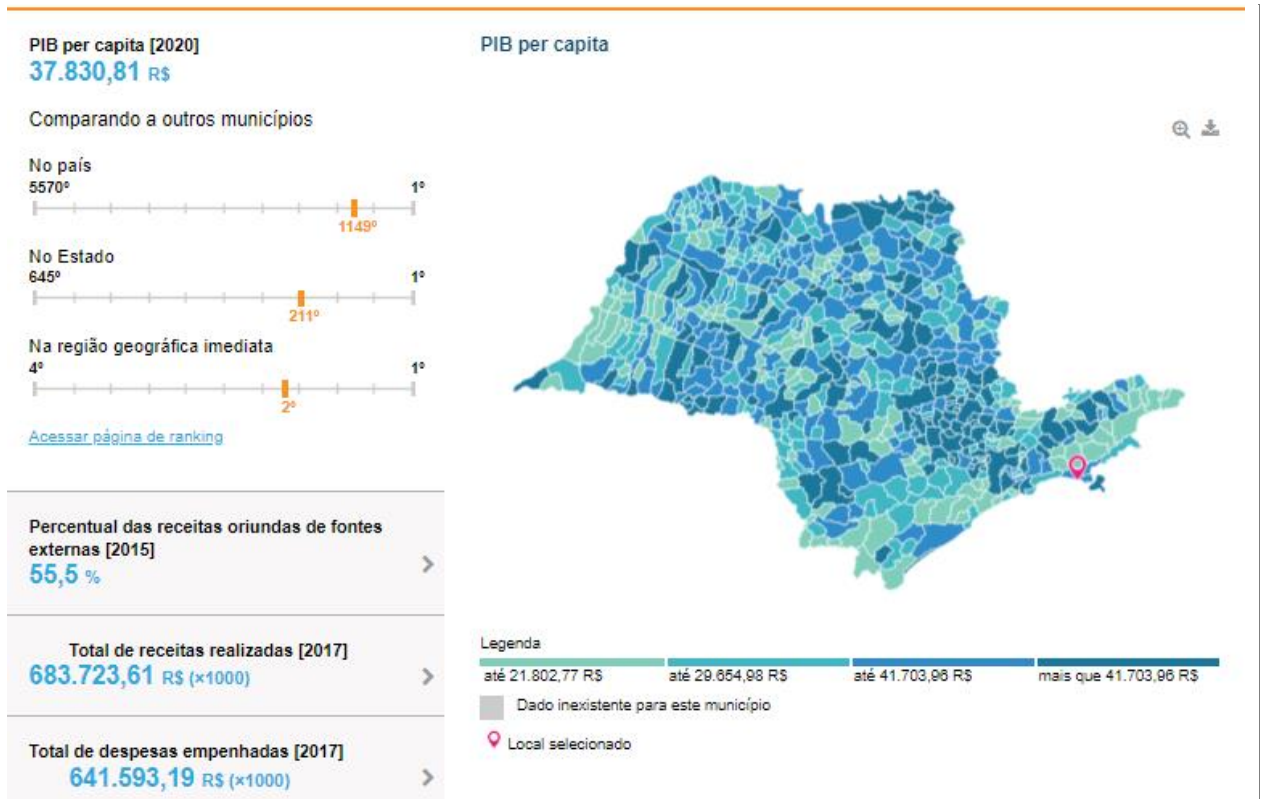 PIB per capita [2020]
37.830,81 R$
Comparando a outros municípios
No país
5570º 1º
1149º
No Estado
645º 1º
211º
Na região geográfica imediata
4º 1º
2º
Acessar página de ranking
Percentual das receitas oriundas de fontes
externas [2015]
55,5 %
Total de receitas realizadas [2017]
683.723,61 R$ (×1000)
Total de despesas empenhadas [2017]
641.593,19 R$ (×1000)
PIB per capita
Legenda
até 21.802,77 R$ até 29.654,98 R$ até 41.703,96 R$ mais que 41.703,96 R$
Dado inexistente para este município
Local selecionado